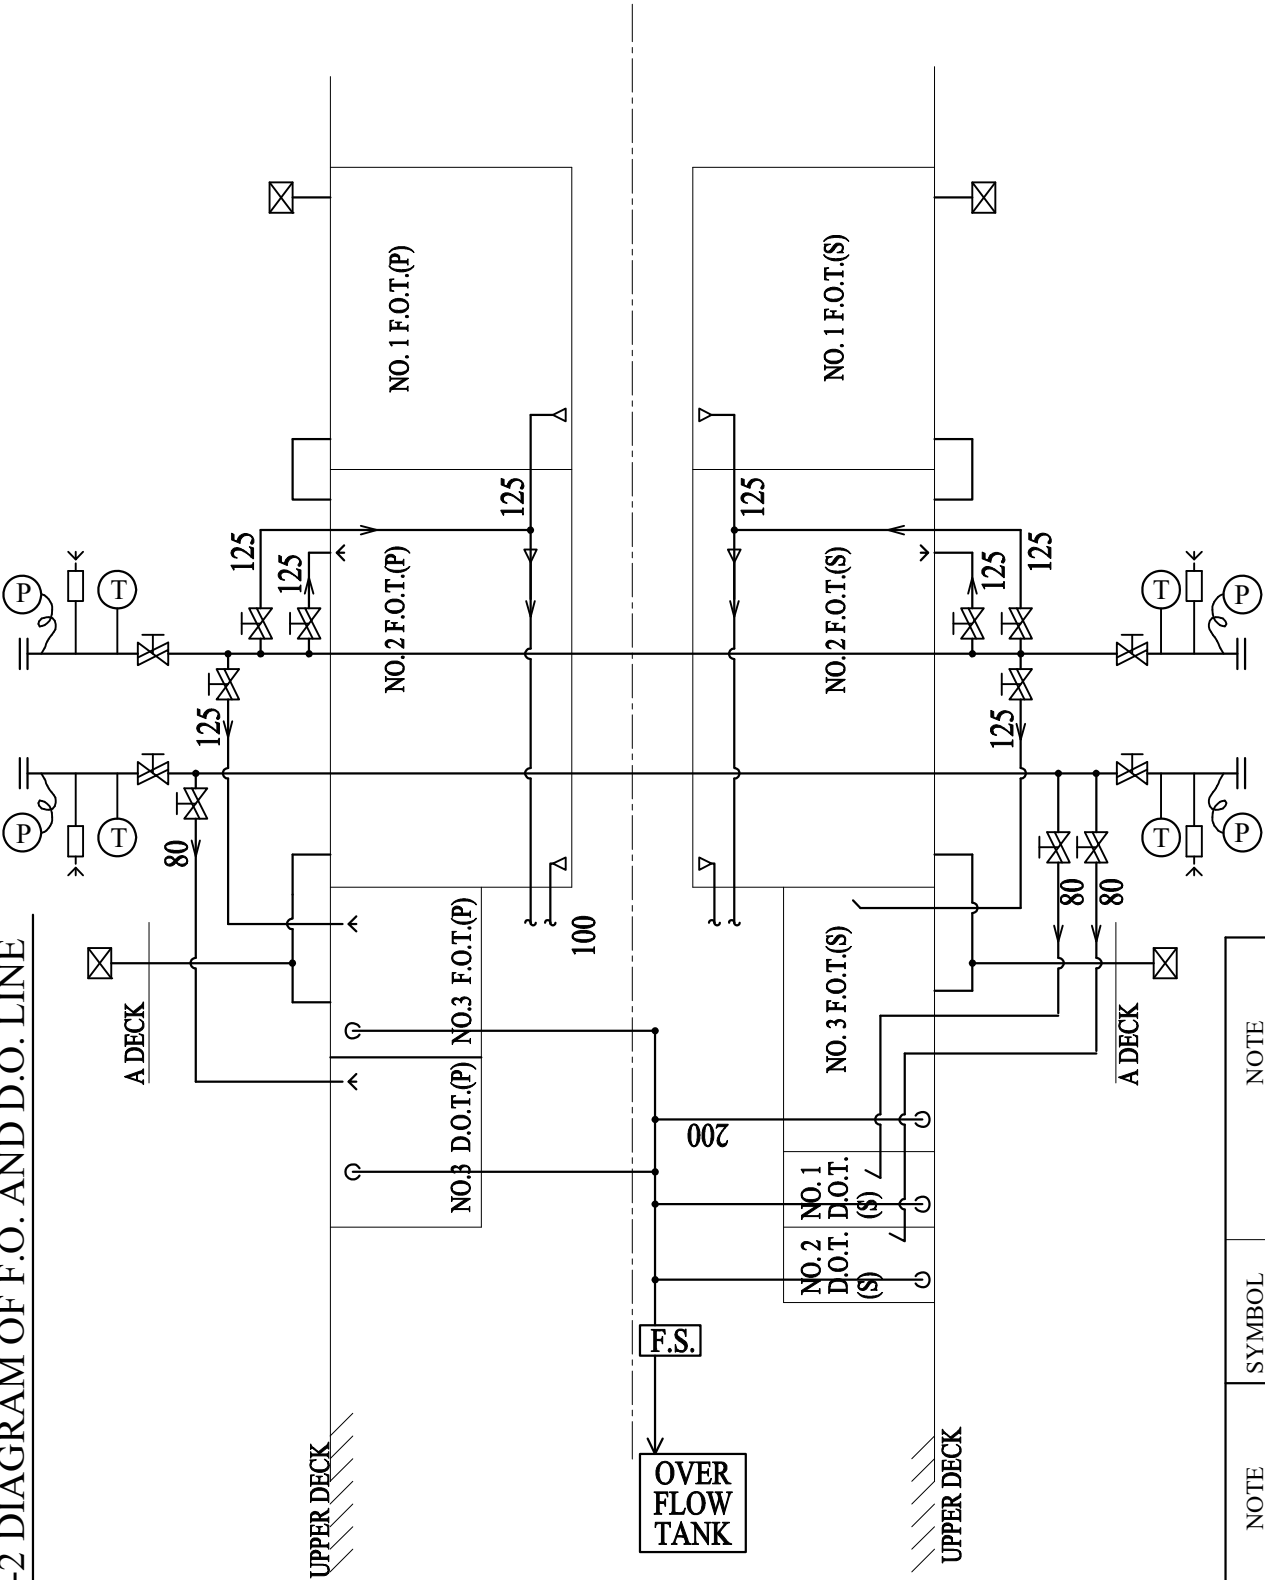 -2 DIAGRAM OF F.O. AND D.O. LINE
NO. 1 F.O.T.(P)
NO. 1 F.O.T.(S)
125
125
125
125
125
125
NO. 2 F.O.T.(P)
NO. 2 F.O.T.(S)
P
T
T
P
125
125
P
T
T
P
80
80
80
100
NO.3 F.O.T.(P)
NO. 3 F.O.T.(S)
A DECK
A DECK
NO.3 D.O.T.(P)
200
NO. 1
D.O.T.
(S)
NO. 2
D.O.T.
(S)
F.S.
UPPER DECK
UPPER DECK
OVER
FLOW
TANK
NOTE
SYMBOL
NOTE